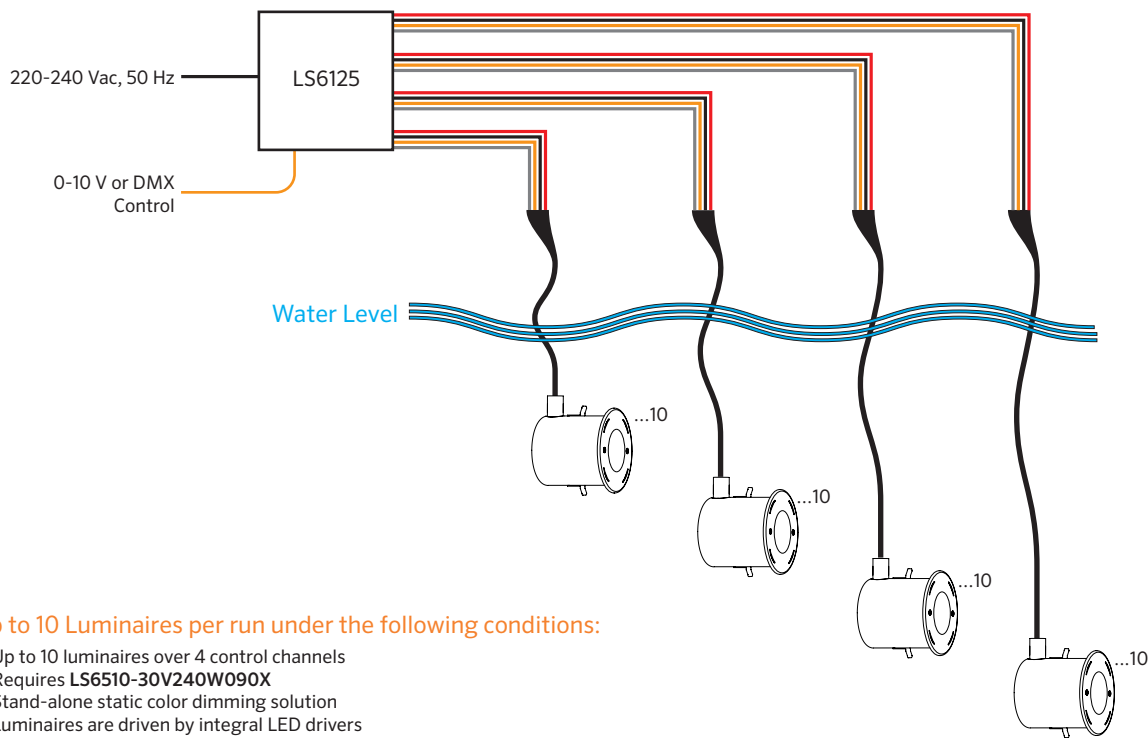 LS6125
220-240 Vac, 50 Hz
0-10 V or DMX
Control
Water Level
...10
...10
...10
...10
to 10 Luminaires per run under the following conditions:
Up to 10 luminaires over 4 control channels
Requires LS6510-30V240W090X
Stand-alone static color dimming solution
Luminaires are driven by integral LED drivers